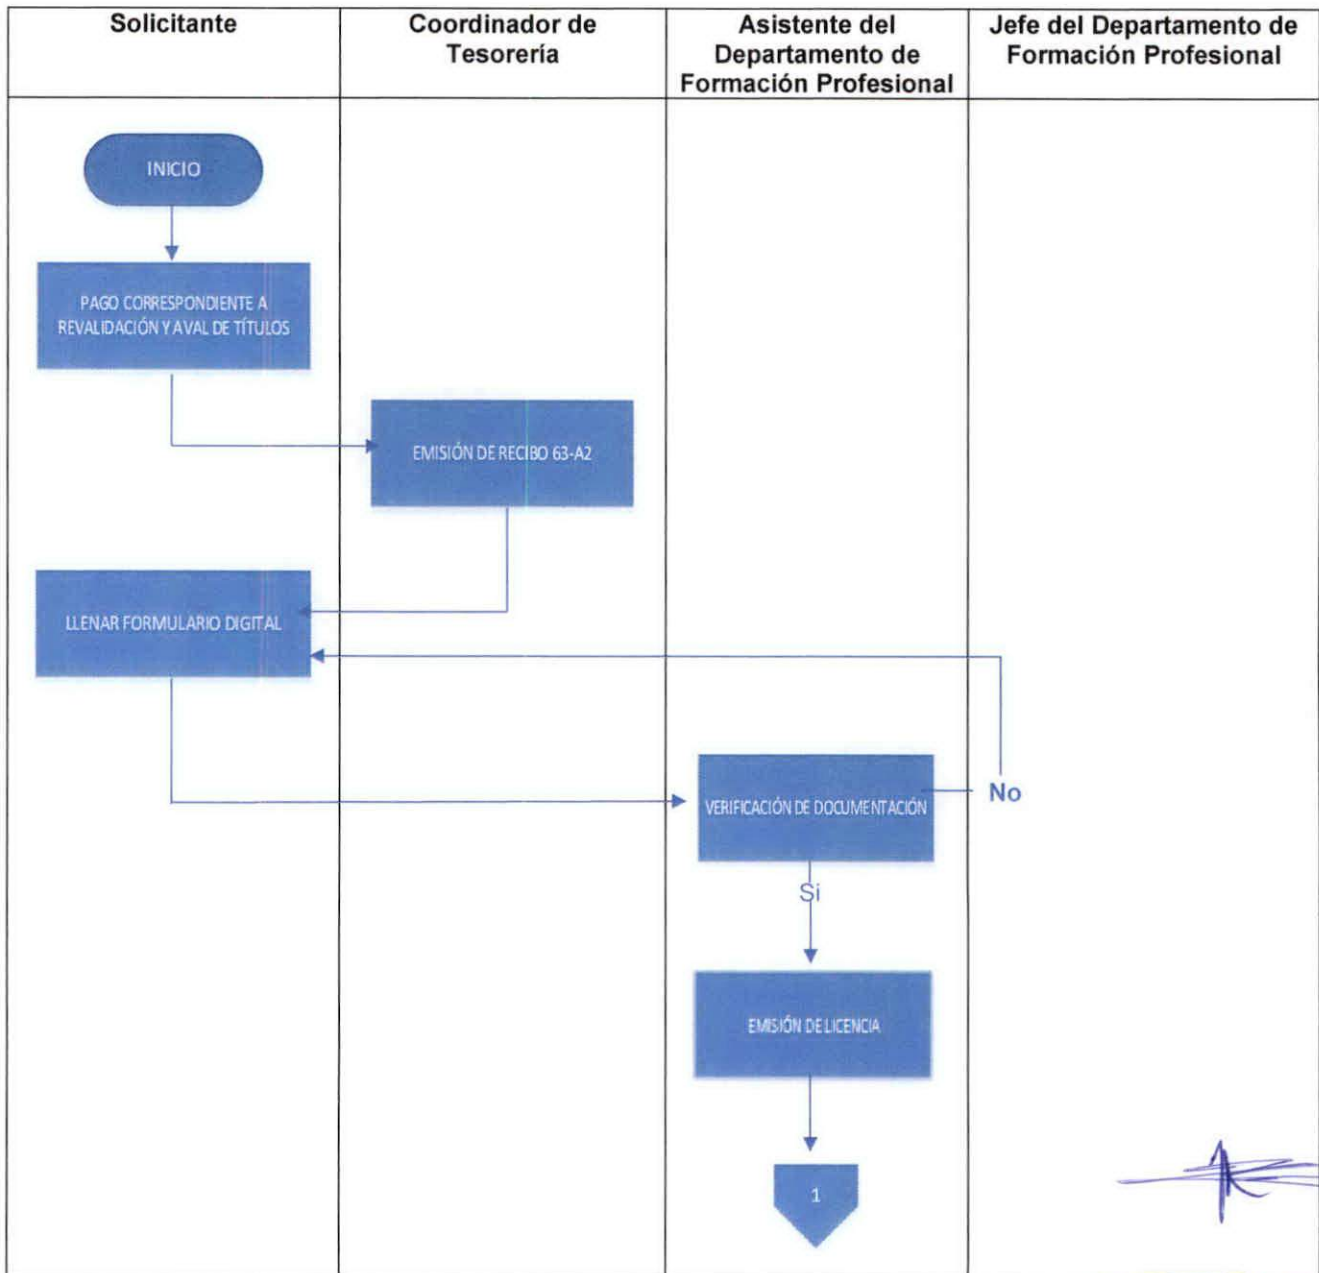 Solicitante
Coordinador de
Tesorería
Asistente del
Departamento de
Formación Profesional
Jefe del Departamento de
Formación Profesional
INICIO
PAGO CORRESPONDIENTE A
REVALIDACIÓN Y AVAL DE TÍTULOS
EMISIÓN DE RECIBO 63-A2
LLENAR FORMULARIO DIGITAL
VERIFICACIÓN DE DOCUMENTACIÓN
No
Si
EMISIÓN DE LICENCIA
1